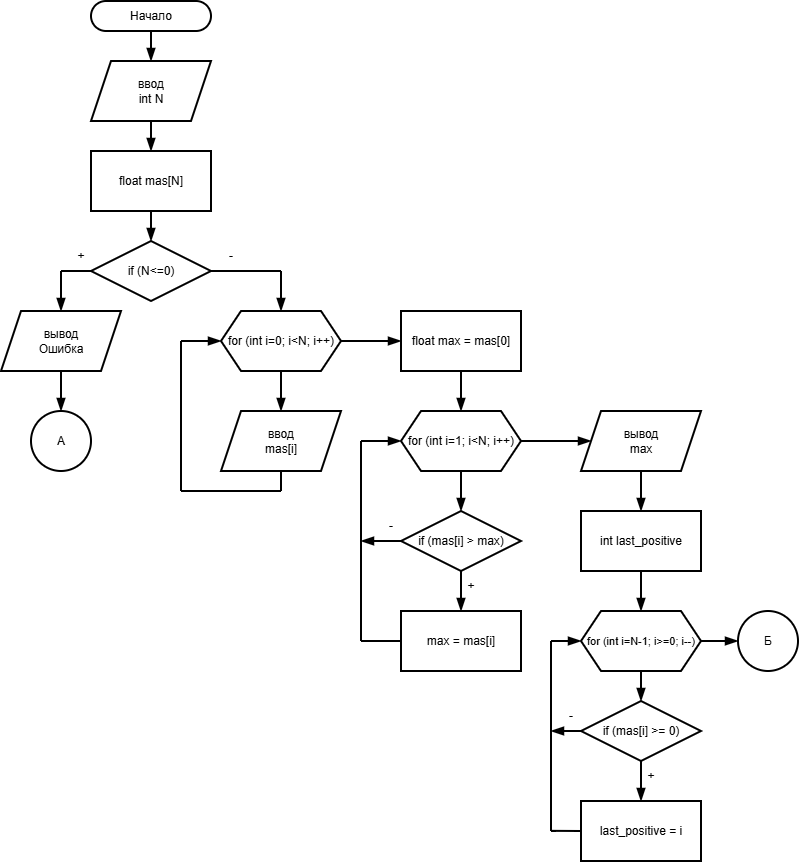 Начало
ввод
int N
float mas[N]
if (N<=0)
+
-
вывод
Ошибка
А
for (int i=0; i<N; i++)
ввод
mas[i]
float max = mas[0]
for (int i=1; i<N; i++)
if (mas[i] > max)
-
+
max = mas[i]
вывод
max
int last_positive
for (int i=N-1; i>=0; i--)
Б
if (mas[i] >= 0)
-
+
last_positive = i